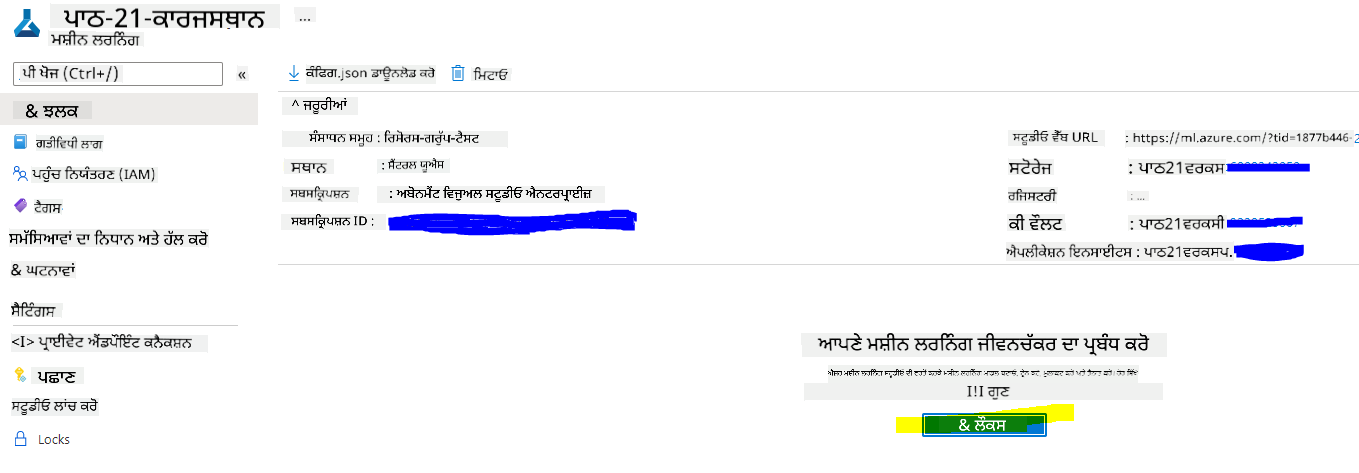 ਪਾਠ-21-ਕਾਰਜਸਥਾਨ ...
ਮਸ਼ੀਨ ਲਰਨਿੰਗ
ਪੀ ਖੋਜ (Ctrl+/) «
& ਝਲਕ
ਗਤੀਵਿਧੀ ਲਾਗ
ਪਹੁੰਚ ਨਿਯੰਤਰਣ (IAM)
ਟੈਗਸ
ਸਮੱਸਿਆਵਾਂ ਦਾ ਨਿਧਾਨ ਅਤੇ ਹੱਲ ਕਰੋ
& ਘਟਨਾਵਾਂ
ਸੈਟਿੰਗਸ
<I> ਪ੍ਰਾਈਵੇਟ ਐਂਡਪੌਇੰਟ ਕਨੈਕਸ਼ਨ
ਪਛਾਣ
ਸਟੂਡੀਓ ਲਾਂਚ ਕਰੋ
Locks
ਕੰਫਿਗ.json ਡਾਊਨਲੋਡ ਕਰੋ ਮਿਟਾਓ
^ ਜ਼ਰੂਰੀਆਂ
ਸੰਸਾਧਨ ਸਮੂਹ : ਰਿਸੋਰਸ-ਗਰੁੱਪ-ਟੈਸਟ
ਸਥਾਨ : ਸੈਂਟਰਲ ਯੂਐਸ
ਸਬਸਕ੍ਰਿਪਸ਼ਨ : ਅਬੋਨਮੈਂਟ ਵਿਜੁਅਲ ਸਟੂਡੀਓ ਐਨਟਰਪ੍ਰਾਈਜ਼
ਸਬਸਕ੍ਰਿਪਸ਼ਨ ID :
ਸਟੂਡੀਓ ਵੈੱਬ URL : https://ml.azure.com/?tid=1877b446-2
ਸਟੋਰੇਜ : ਪਾਠ21ਵਰਕਸ
ਰਜਿਸਟਰੀ : ...
ਕੀ ਵੌਲਟ : ਪਾਠ21ਵਰਕਸੀ
ਐਪਲੀਕੇਸ਼ਨ ਇਨਸਾਈਟਸ : ਪਾਠ21ਵਰਕਸਪ.
ਆਪਣੇ ਮਸ਼ੀਨ ਲਰਨਿੰਗ ਜੀਵਨਚੱਕਰ ਦਾ ਪ੍ਰਬੰਧ ਕਰੋ
I!I ਗੁਣ
& ਲੌਕਸ